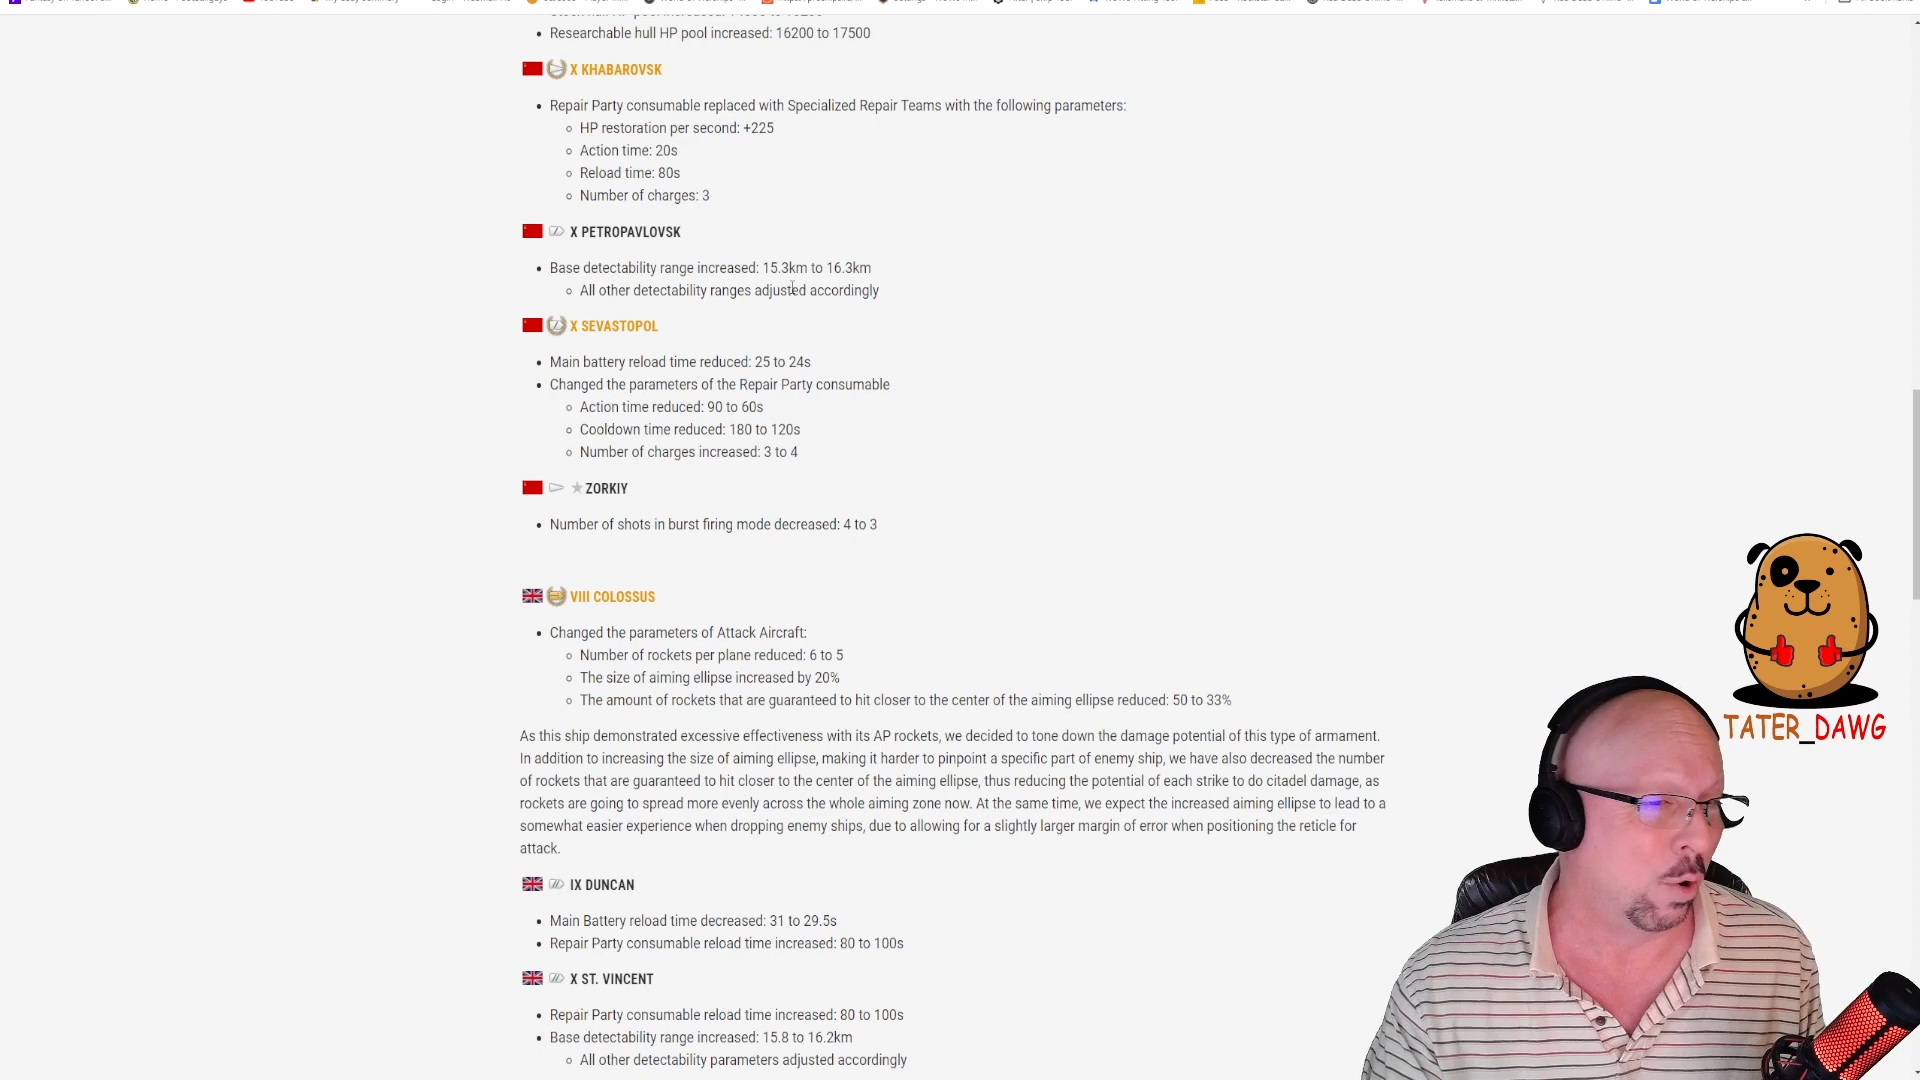 Researchable hull HP pool increased: 16200 to 17500
X KHABAROVSK
Repair Party consumable replaced with Specialized Repair Teams with the following parameters:
HP restoration per second: +225
Action time: 20s
Reload time: 80s
Number of charges: 3
X PETROPAVLOVSK
Base detectability range increased: 15.3km to 16.3km
All other detectability ranges adjusted accordingly
X SEVASTOPOL
Main battery reload time reduced: 25 to 24s
Changed the parameters of the Repair Party consumable
Action time reduced: 90 to 60s
Cooldown time reduced: 180 to 120s
Number of charges increased: 3 to 4
ZORKIY
Number of shots in burst firing mode decreased: 4 to 3
VIII COLOSSUS
Changed the parameters of Attack Aircraft:
Number of rockets per plane reduced: 6 to 5
The size of aiming ellipse increased by 20%
The amount of rockets that are guaranteed to hit closer to the center of the aiming ellipse reduced: 50 to 33%
As this ship demonstrated excessive effectiveness with its AP rockets, we decided to tone down the damage potential of this type of armament.
In addition to increasing the size of aiming ellipse, making it harder to pinpoint a specific part of enemy ship, we have also decreased the number
of rockets that are guaranteed to hit closer to the center of the aiming ellipse, thus reducing the potential of each strike to do citadel damage, as
rockets are going to spread more evenly across the whole aiming zone now. At the same time, we expect the increased aiming ellipse to lead to a
somewhat easier experience when dropping enemy ships, due to allowing for a slightly larger margin of error when positioning the reticle for
attack.
IX DUNCAN
Main Battery reload time decreased: 31 to 29.5s
Repair Party consumable reload time increased: 80 to 100s
X ST. VINCENT
Repair Party consumable reload time increased: 80 to 100s
Base detectability range increased: 15.8 to 16.2km
All other detectability parameters adjusted accordingly
TATER_DAWG